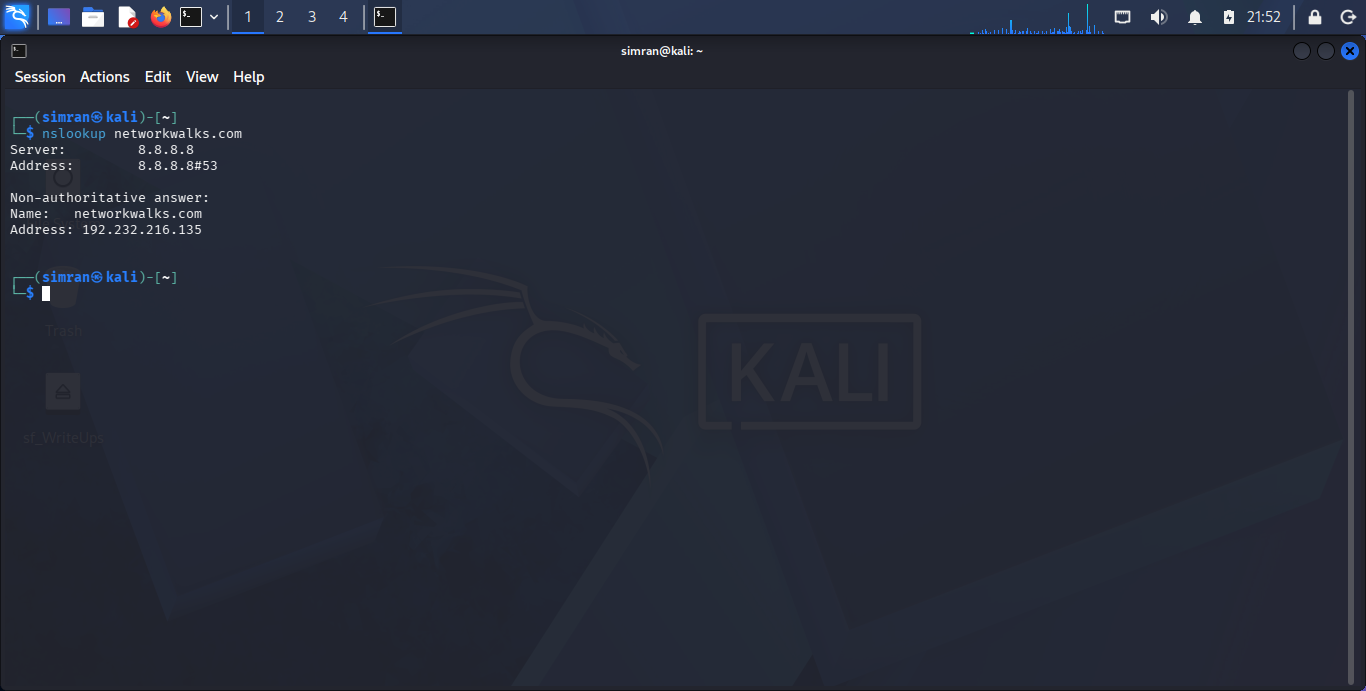 1 2 3 4 21:52
simran@kali: ~
Session Actions Edit View Help
┌──(simran㉿kali)-[~]
└─$ nslookup networkwalks.com
Server:         8.8.8.8
Address:        8.8.8.8#53
Non-authoritative answer:
Name:   networkwalks.com
Address: 192.232.216.135
┌──(simran㉿kali)-[~]
└─$
Trash
KALI
sf_WriteUps